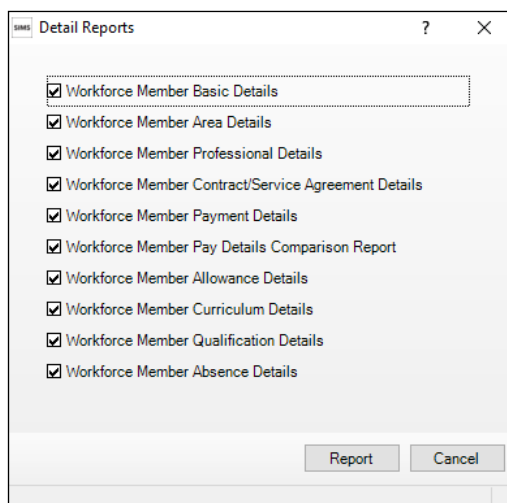 SIMS Detail Reports ?
Workforce Member Basic Details
Workforce Member Area Details
Workforce Member Professional Details
Workforce Member Contract/Service Agreement Details
Workforce Member Payment Details
Workforce Member Pay Details Comparison Report
Workforce Member Allowance Details
Workforce Member Curriculum Details
Workforce Member Qualification Details
Workforce Member Absence Details
Report Cancel